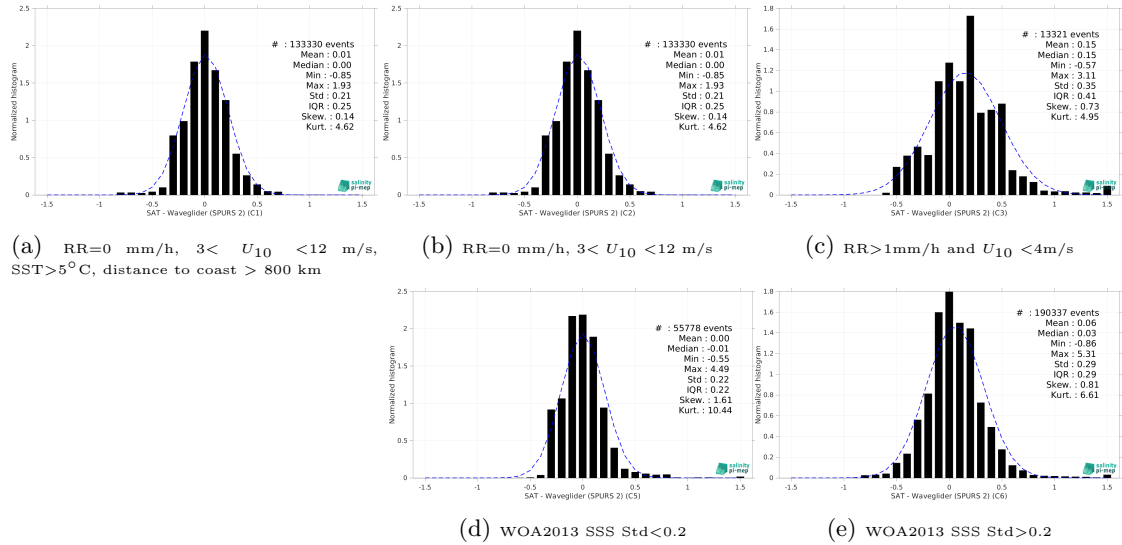 2.5
2
1.5
1
0.5
0
Normalized histogram
# : 133330 events
Mean : 0.01
Median : 0.00
Min : -0.85
Max : 1.93
Std : 0.21
IQR : 0.25
Skew. : 0.14
Kurt. : 4.62
salinity
pi-mep
-1.5 -1 -0.5 0 0.5 1 1.5
SAT - Waveglider (SPURS 2) (C1)
(a) RR=0 mm/h, 3< U10 <12 m/s,
SST>5°C, distance to coast > 800 km
2.5
2
1.5
1
0.5
0
Normalized histogram
# : 133330 events
Mean : 0.01
Median : 0.00
Min : -0.85
Max : 1.93
Std : 0.21
IQR : 0.25
Skew. : 0.14
Kurt. : 4.62
salinity
pi-mep
-1.5 -1 -0.5 0 0.5 1 1.5
SAT - Waveglider (SPURS 2) (C2)
(b) RR=0 mm/h, 3< U10 <12 m/s
1.8
1.6
1.4
1.2
1
0.8
0.6
0.4
0.2
0
Normalized histogram
# : 13321 events
Mean : 0.15
Median : 0.15
Min : -0.57
Max : 3.11
Std : 0.35
IQR : 0.41
Skew. : 0.73
Kurt. : 4.95
salinity
pi-mep
-1.5 -1 -0.5 0 0.5 1 1.5
SAT - Waveglider (SPURS 2) (C3)
(c) RR>1mm/h and U10 <4m/s
2.5
2
1.5
1
0.5
0
Normalized histogram
# : 55778 events
Mean : 0.00
Median : -0.01
Min : -0.55
Max : 4.49
Std : 0.22
IQR : 0.22
Skew. : 1.61
Kurt. : 10.44
salinity
pi-mep
-1.5 -1 -0.5 0 0.5 1 1.5
SAT - Waveglider (SPURS 2) (C5)
(d) WOA2013 SSS Std<0.2
1.8
1.6
1.4
1.2
1
0.8
0.6
0.4
0.2
0
Normalized histogram
# : 190337 events
Mean : 0.06
Median : 0.03
Min : -0.86
Max : 5.31
Std : 0.29
IQR : 0.29
Skew. : 0.81
Kurt. : 6.61
salinity
pi-mep
-1.5 -1 -0.5 0 0.5 1 1.5
SAT - Waveglider (SPURS 2) (C6)
(e) WOA2013 SSS Std>0.2